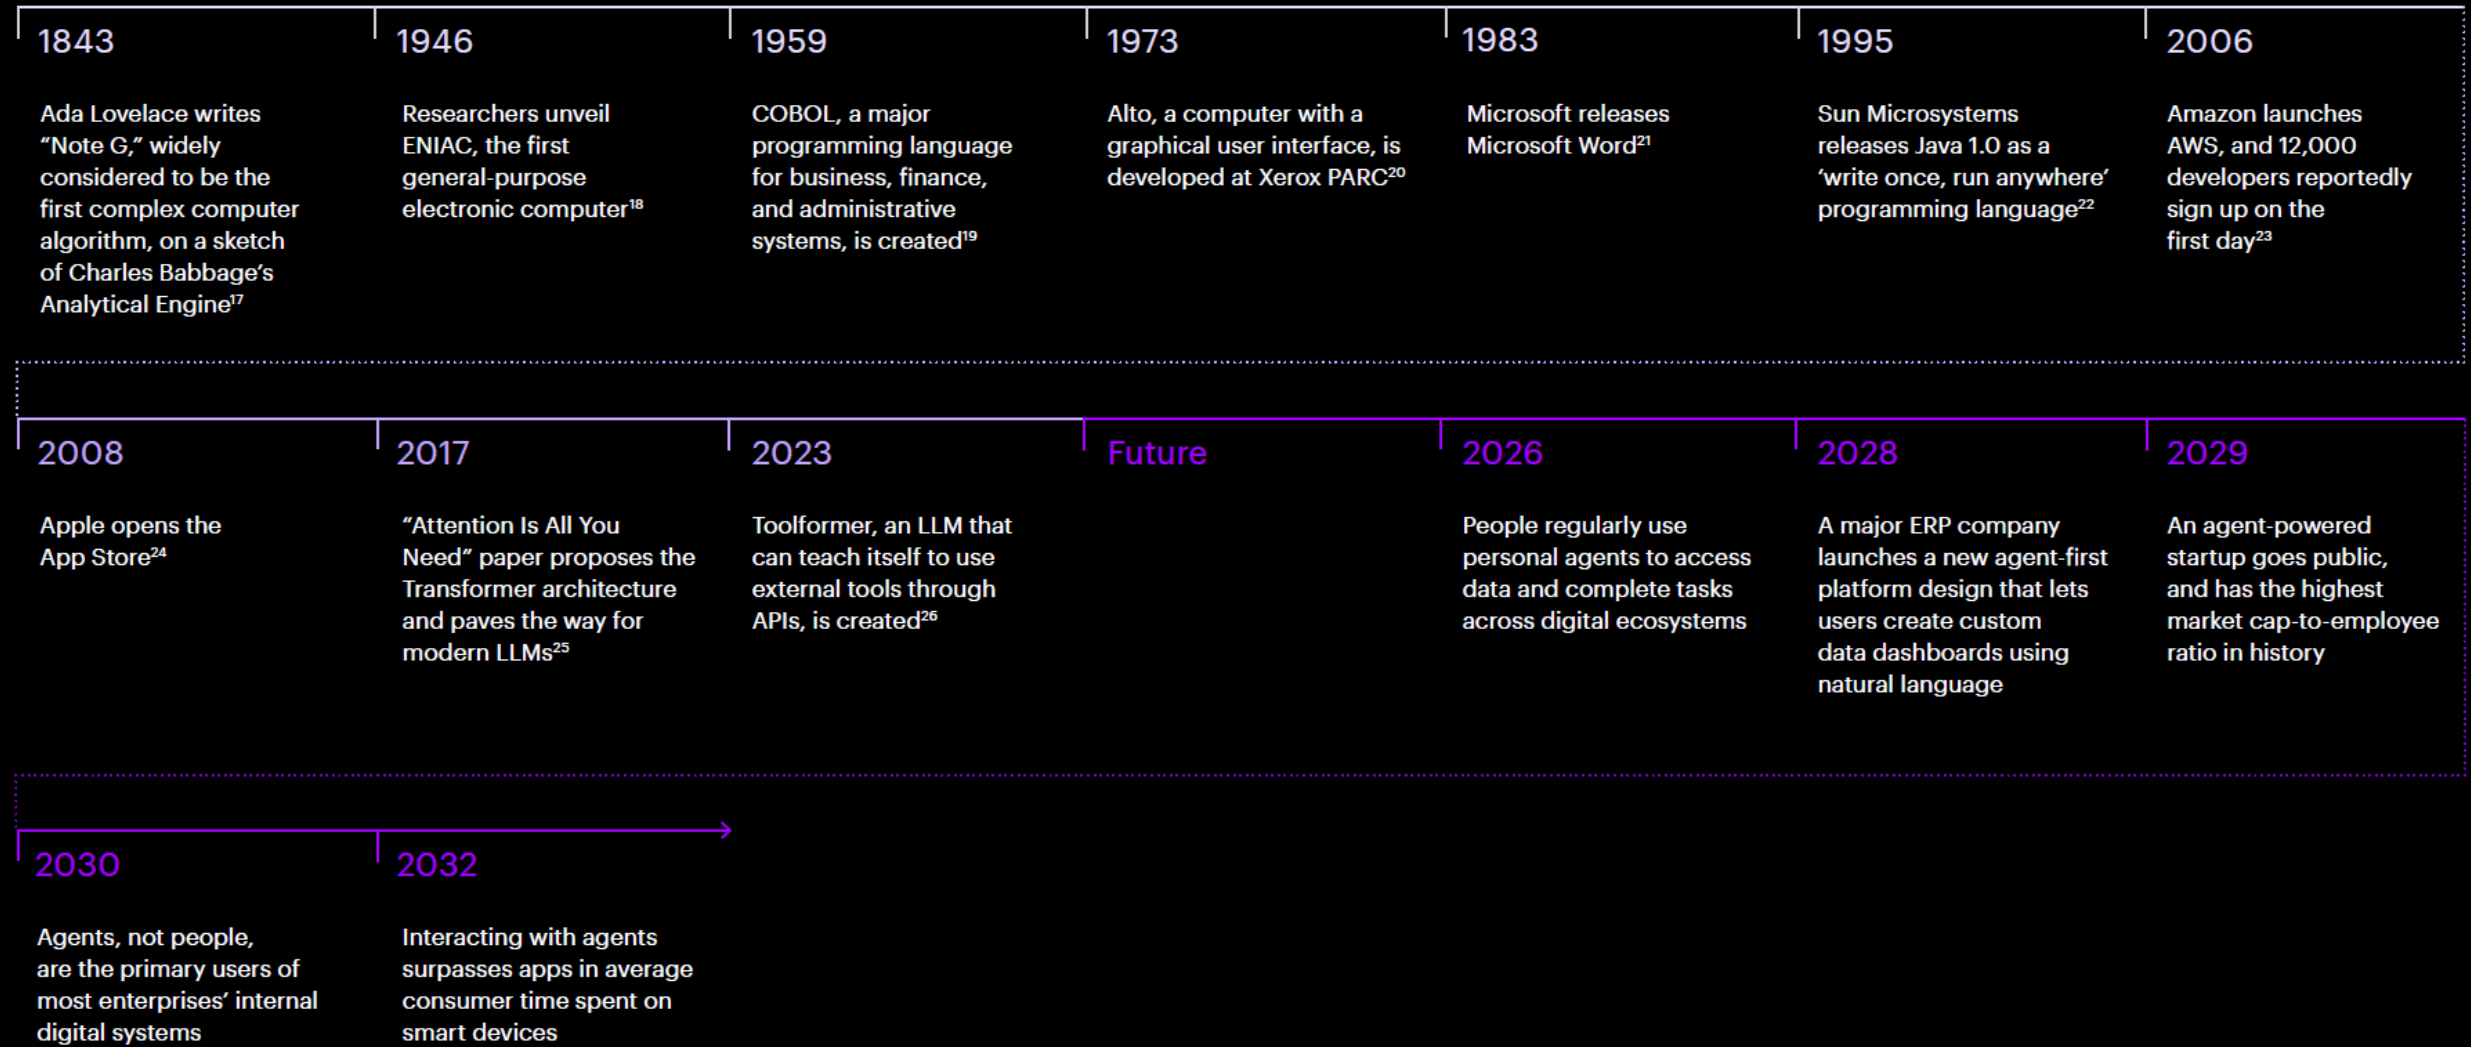 1843
Ada Lovelace writes
“Note G,” widely
considered to be the
first complex computer
algorithm, on a sketch
of Charles Babbage’s
Analytical Engine¹⁷
1946
Researchers unveil
ENIAC, the first
general-purpose
electronic computer¹⁸
1959
COBOL, a major
programming language
for business, finance,
and administrative
systems, is created¹⁹
1973
Alto, a computer with a
graphical user interface, is
developed at Xerox PARC²⁰
1983
Microsoft releases
Microsoft Word²¹
1995
Sun Microsystems
releases Java 1.0 as a
‘write once, run anywhere’
programming language²²
2006
Amazon launches
AWS, and 12,000
developers reportedly
sign up on the
first day²³
2008
Apple opens the
App Store²⁴
2017
“Attention Is All You
Need” paper proposes the
Transformer architecture
and paves the way for
modern LLMs²⁵
2023
Toolformer, an LLM that
can teach itself to use
external tools through
APIs, is created²⁶
Future
2026
People regularly use
personal agents to access
data and complete tasks
across digital ecosystems
2028
A major ERP company
launches a new agent-first
platform design that lets
users create custom
data dashboards using
natural language
2029
An agent-powered
startup goes public,
and has the highest
market cap-to-employee
ratio in history
2030
Agents, not people,
are the primary users of
most enterprises’ internal
digital systems
2032
Interacting with agents
surpasses apps in average
consumer time spent on
smart devices